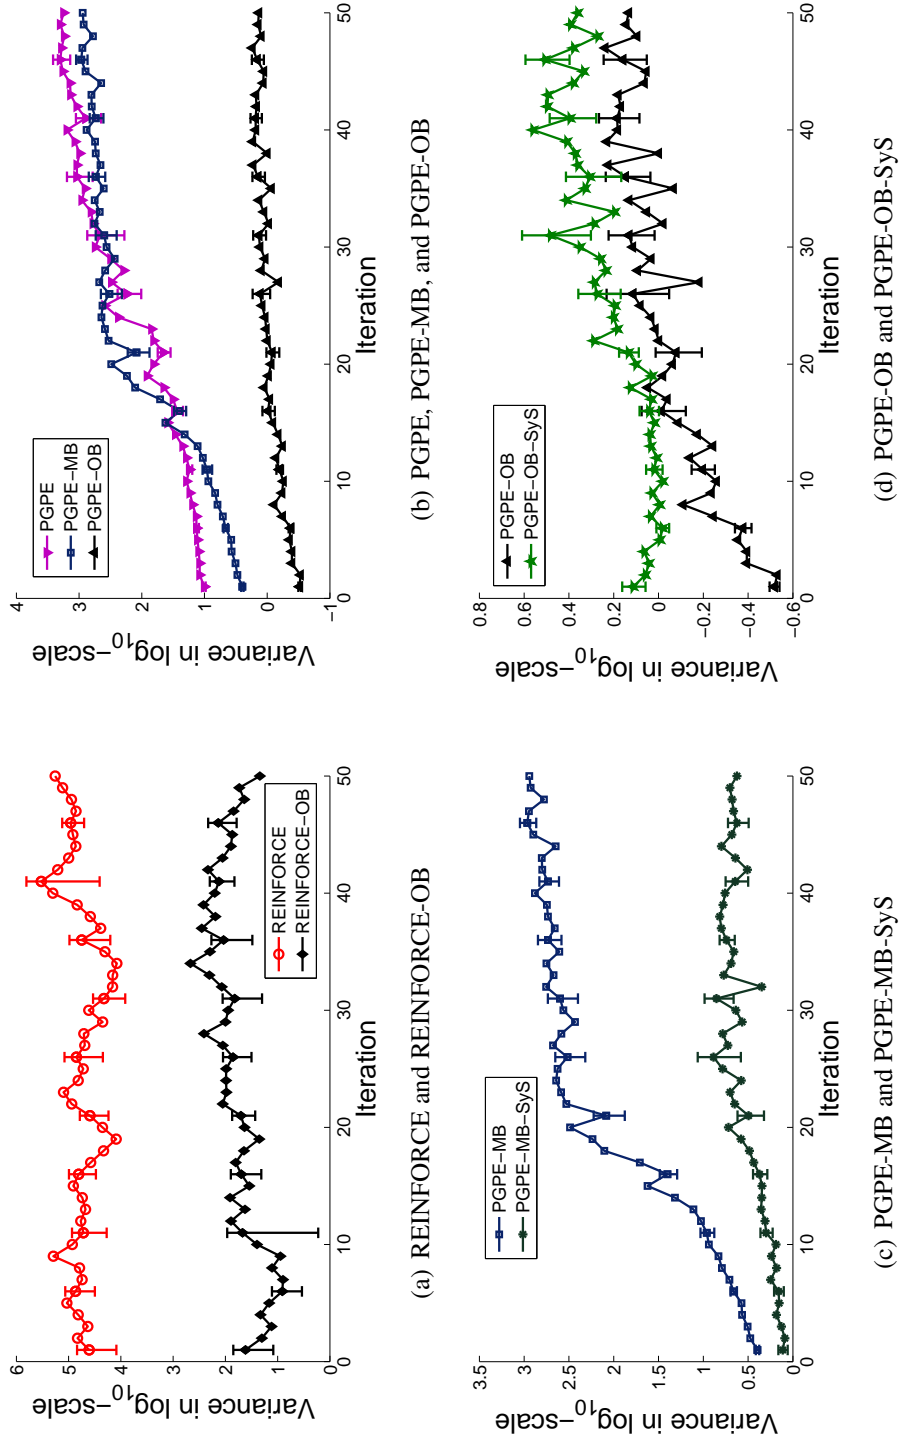 6
5
4
3
2
1
0
0
10
20
30
40
50
Variance in log10−scale
Iteration
REINFORCE
REINFORCE−OB
(a) REINFORCE and REINFORCE-OB
4
3
2
1
0
−1
0
10
20
30
40
50
Variance in log10−scale
Iteration
PGPE
PGPE−MB
PGPE−OB
(b) PGPE, PGPE-MB, and PGPE-OB
3.5
3
2.5
2
1.5
1
0.5
0
0
10
20
30
40
50
Variance in log10−scale
Iteration
PGPE−MB
PGPE−MB−SyS
(c) PGPE-MB and PGPE-MB-SyS
0.8
0.6
0.4
0.2
0
−0.2
−0.4
−0.6
0
10
20
30
40
50
Variance in log10−scale
Iteration
PGPE−OB
PGPE−OB−SyS
(d) PGPE-OB and PGPE-OB-SyS